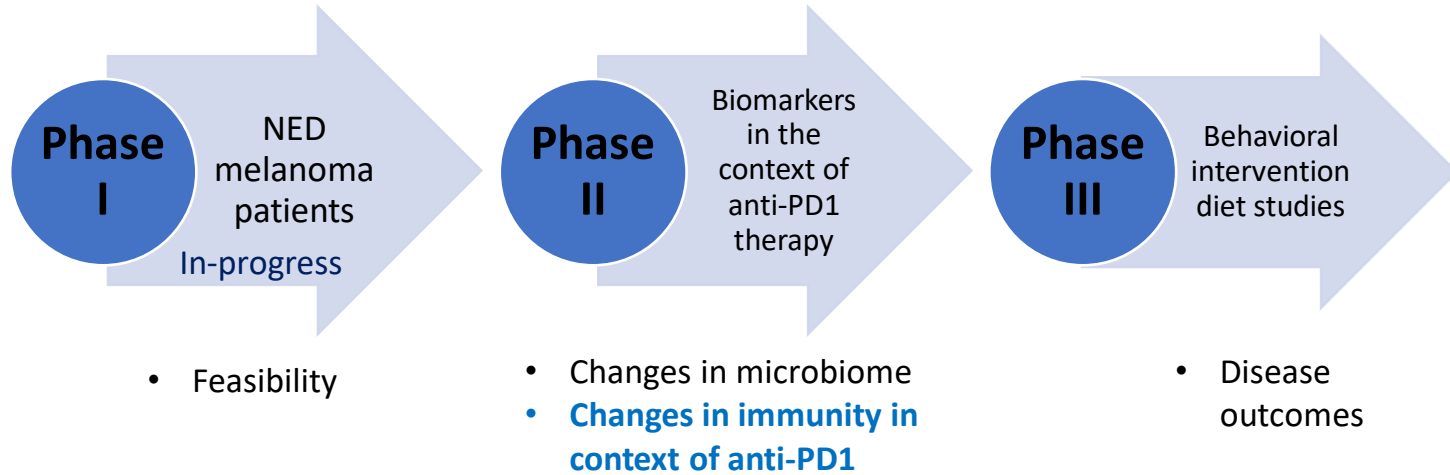 Phase
I
NED
melanoma
patients
In-progress
• Feasibility
Phase
II
Biomarkers
in the
context of
anti-PD1
therapy
• Changes in microbiome
• Changes in immunity in
context of anti-PD1
Phase
III
Behavioral
intervention
diet studies
• Disease
outcomes